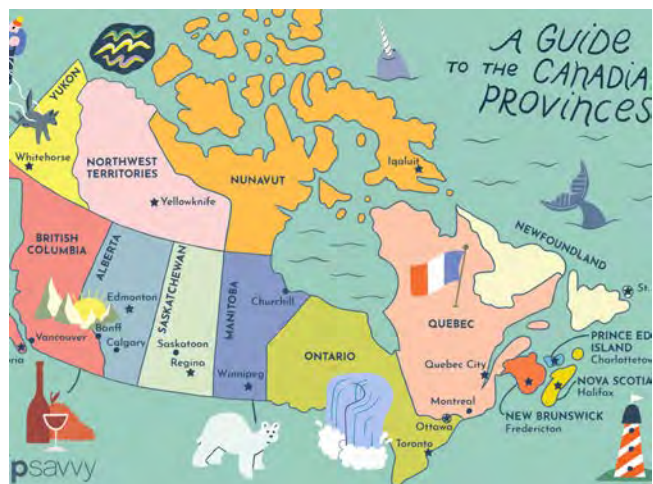 A GUIDE
TO THE CANADIA
PROVINCES
YUKON
Whitehorse
NORTHWEST
TERRITORIES
Yellowknife
NUNAVUT
Iqaluit
BRITISH
COLUMBIA
Vancouver
oria
ALBERTA
Edmonton
Banff
Calgary
SASKATCHEWAN
Saskatoon
Regina
MANITOBA
Churchill
Winnipeg
ONTARIO
Ottawa
Toronto
QUEBEC
Quebec City
Montreal
NEWFOUNDLAND
St.
PRINCE ED
ISLAND
Charlottetow
NOVA SCOTIA
Halifax
NEW BRUNSWICK
Fredericton
psavvy